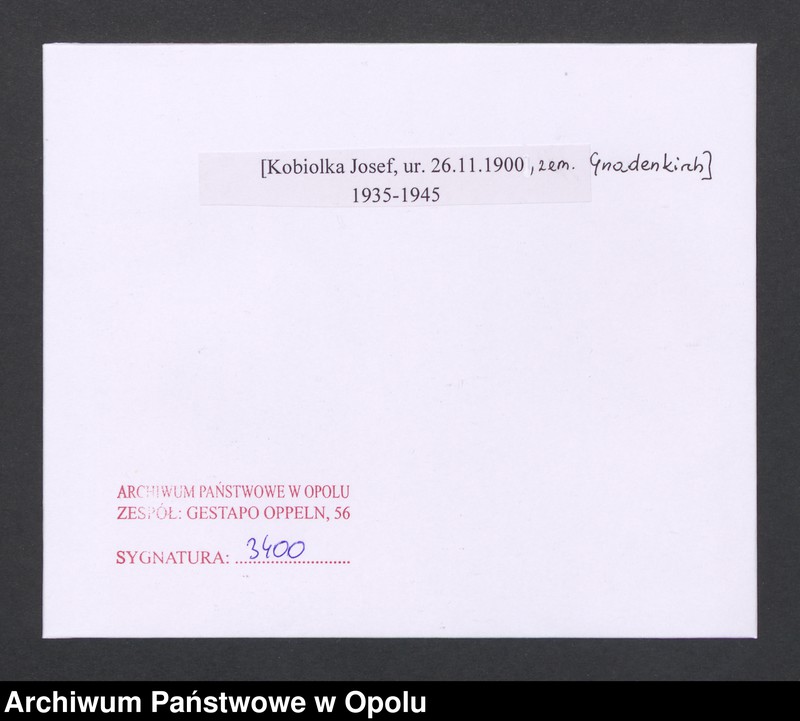 [Kobiolka Josef, ur. 26.11.1900, zem. Gnadenkirch]
1935-1945
ARCHIWUM PAŃSTWOWE W OPOLU
ZESPÓŁ: GESTAPO OPPELN, 56
SYGNATURA: 3400
Archiwum Państwowe w Opolu